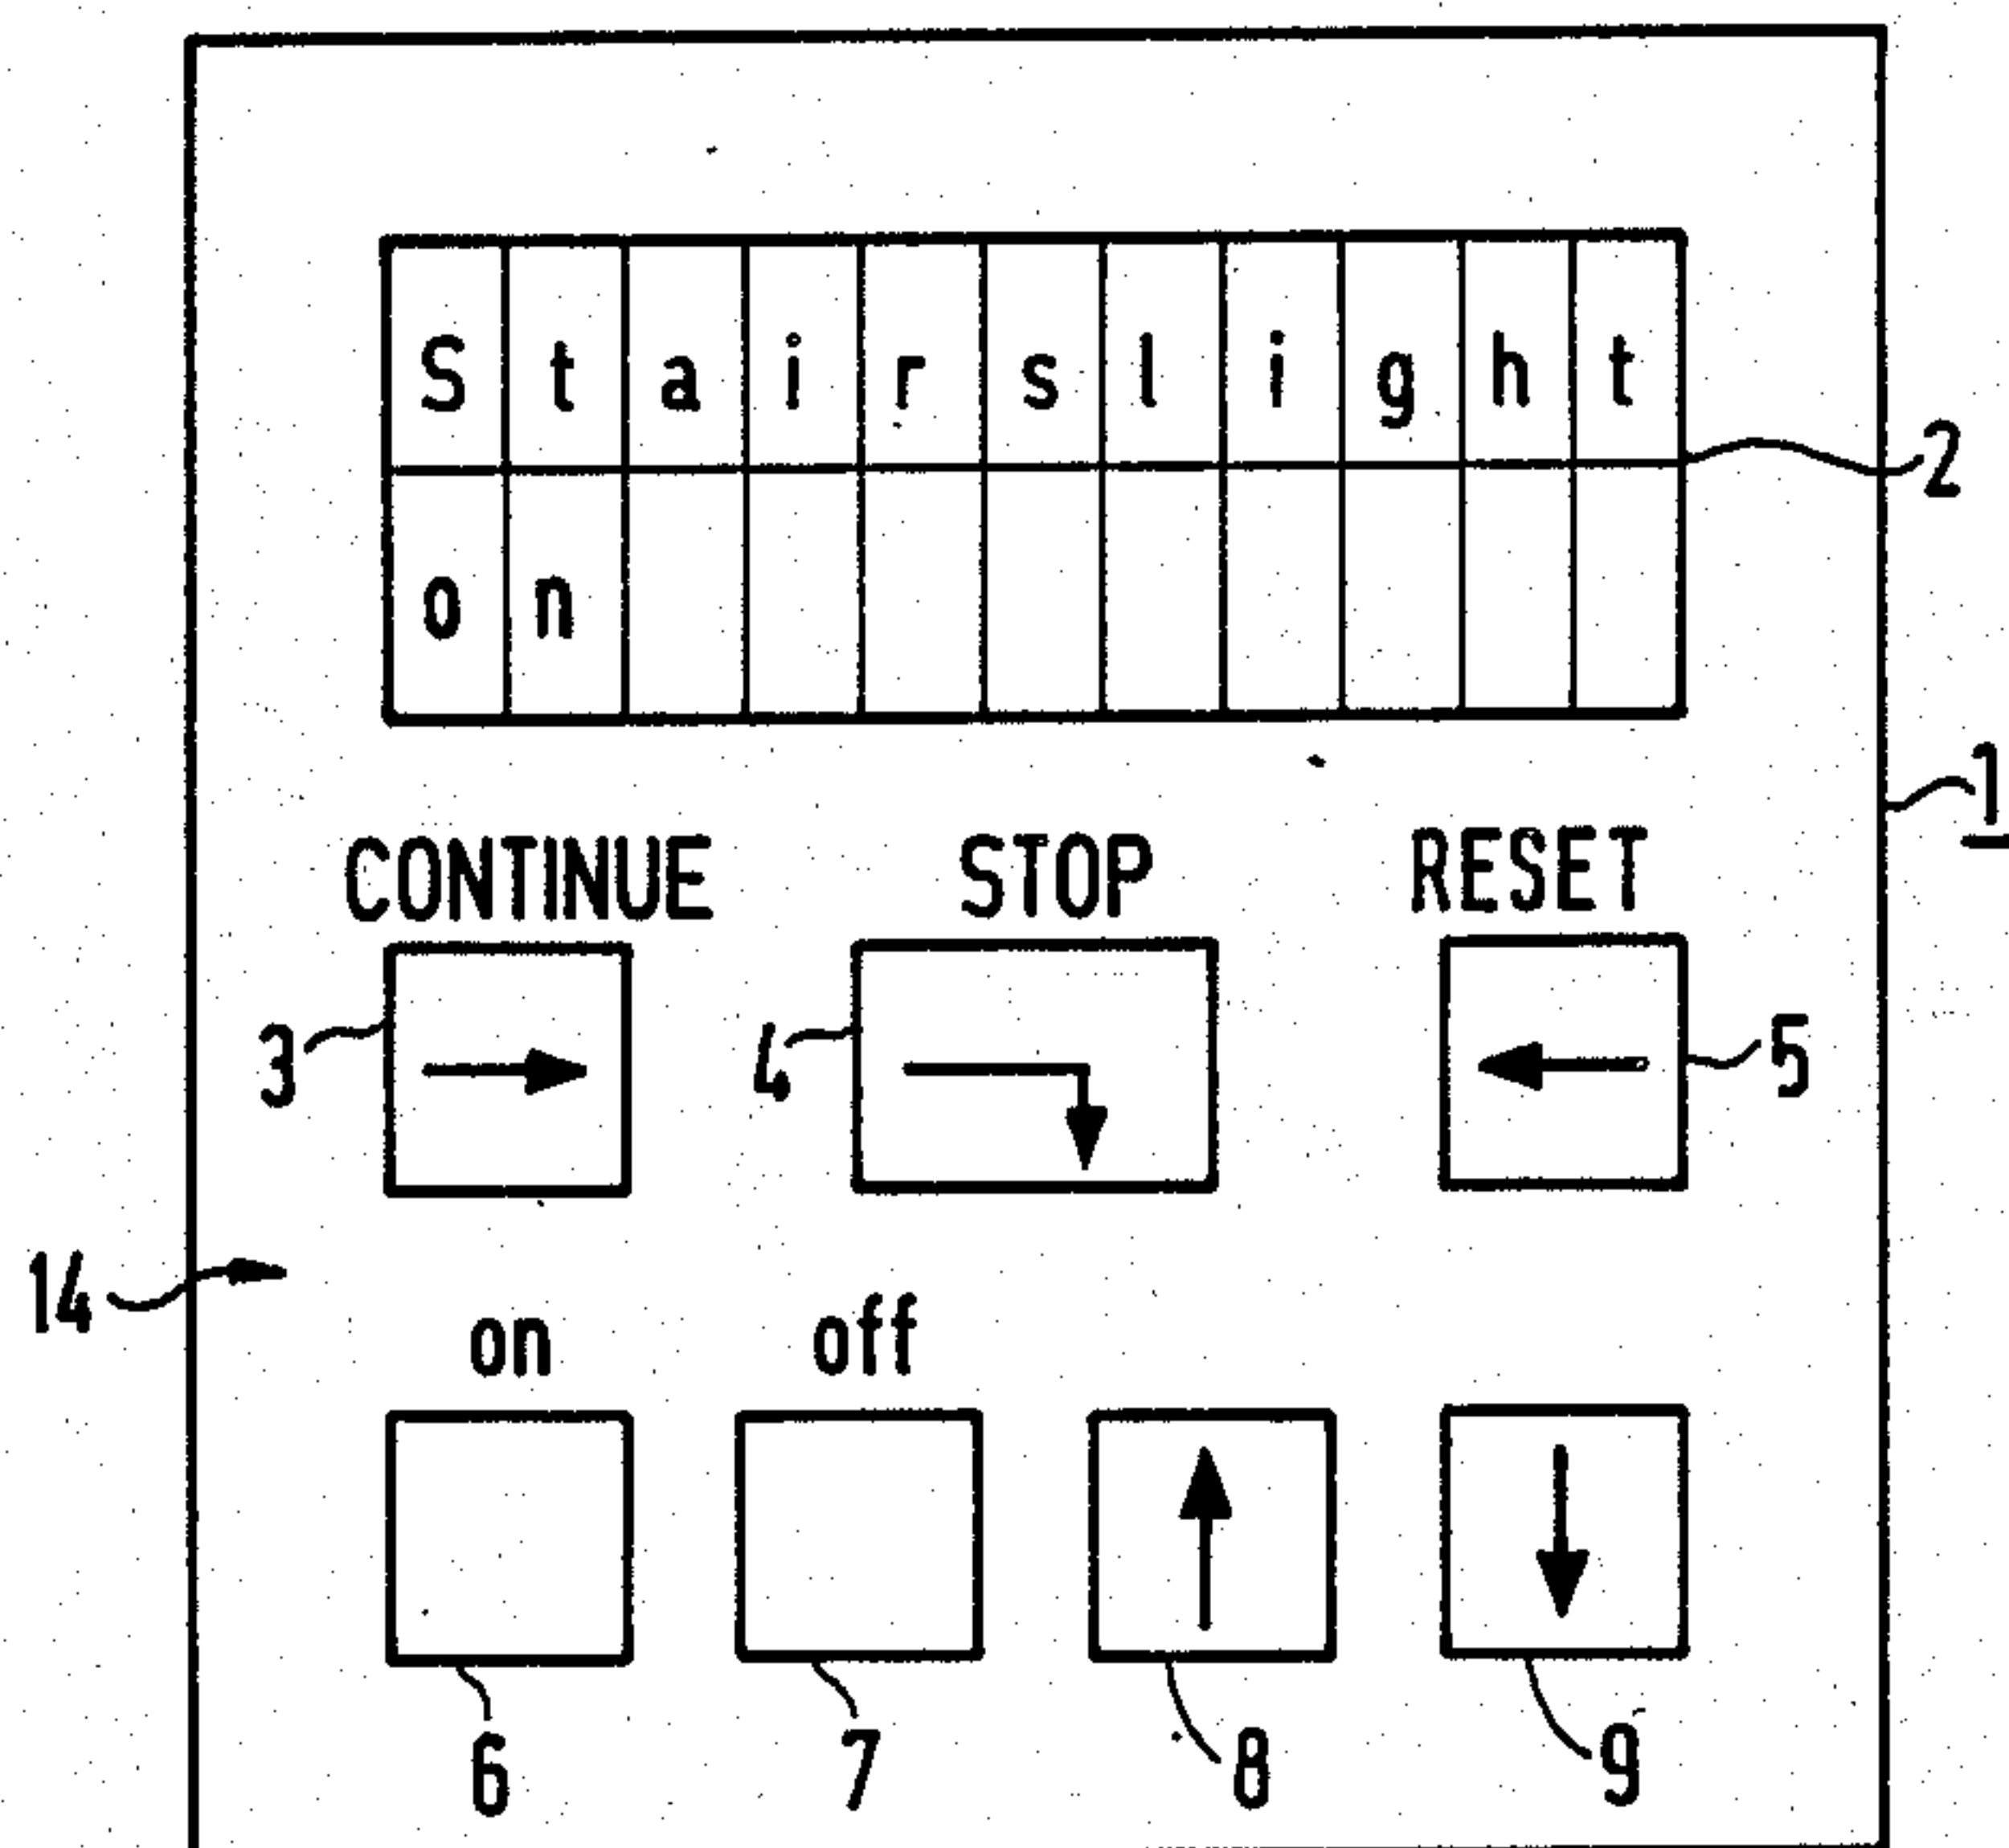 Stairslight
2
on
1
CONTINUE STOP RESET
3 4 5
14
on off
6 7 8 9